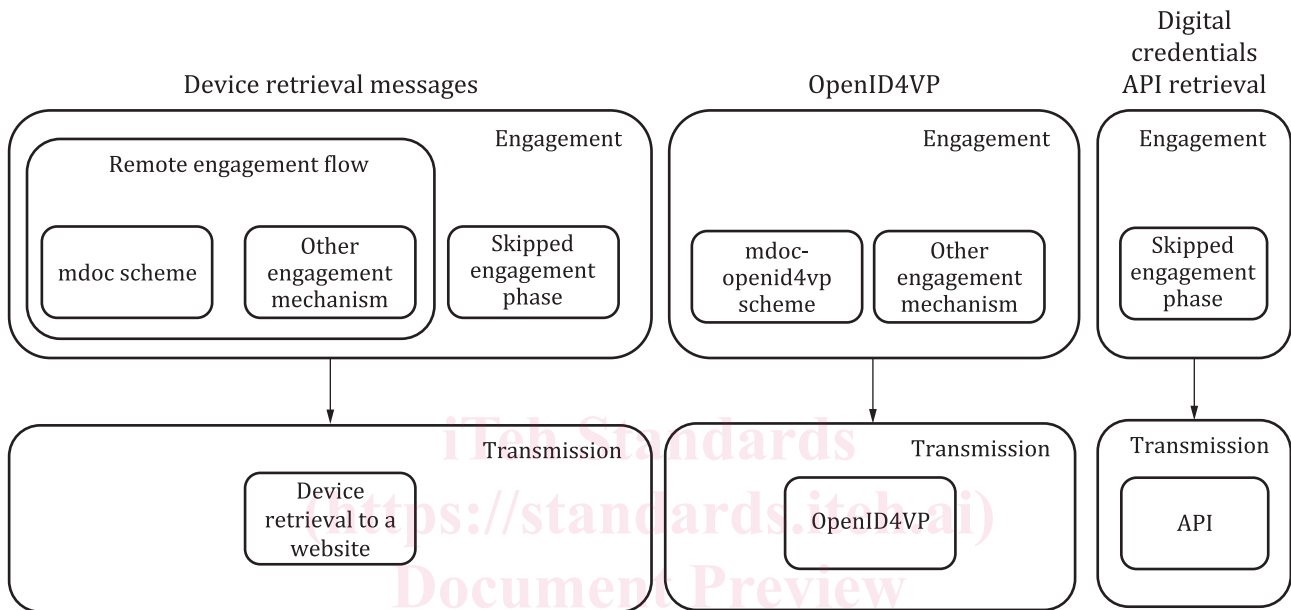 Device retrieval messages
Engagement
Remote engagement flow
mdoc scheme
Other
engagement
mechanism
Skipped
engagement
phase
Transmission
Device
retrieval to a
website
OpenID4VP
Engagement
mdoc-
openid4vp
scheme
Other
engagement
mechanism
Transmission
OpenID4VP
Digital
credentials
API retrieval
Engagement
Skipped
engagement
phase
Transmission
API
iTeh Standards
(https://standards.iteh.ai)
Document Preview